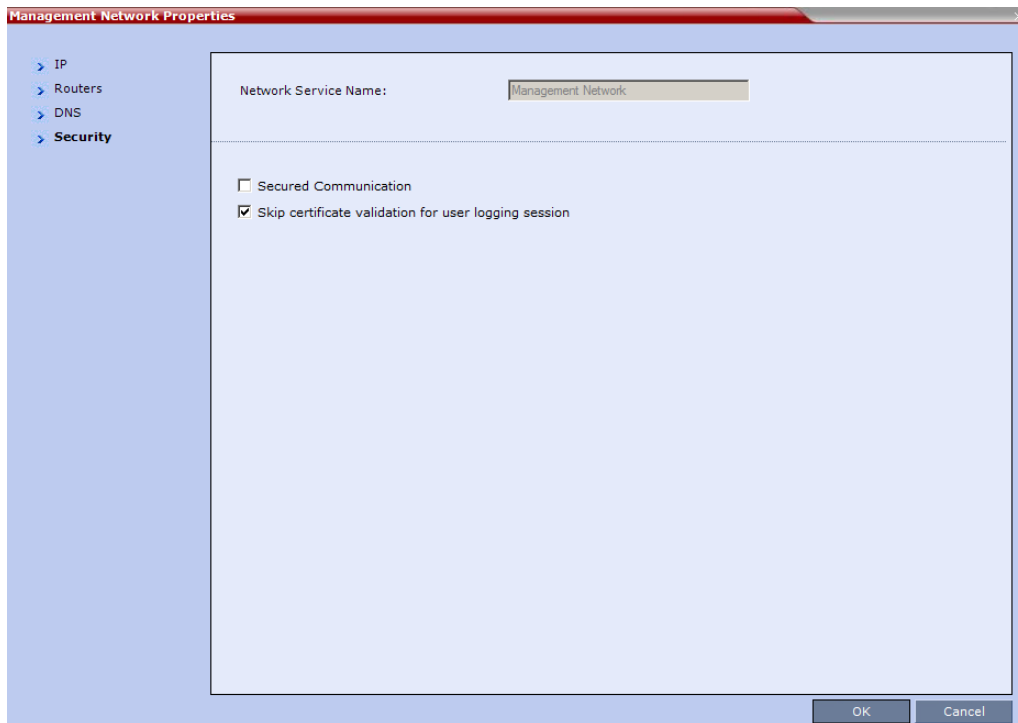 Management Network Properties
IP
Routers
DNS
Security
Network Service Name:
Management Network
Secured Communication
Skip certificate validation for user logging session
OK
Cancel